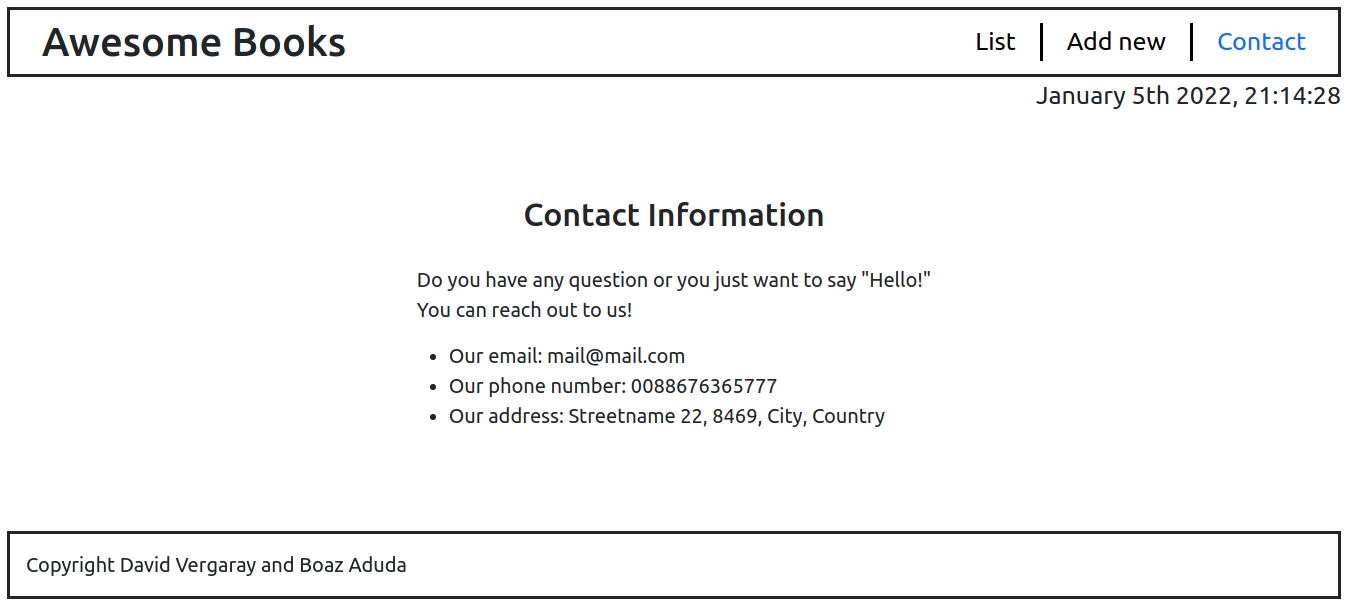 Awesome Books
List
Add new
Contact
January 5th 2022, 21:14:28
Contact Information
Do you have any question or you just want to say "Hello!"
You can reach out to us!
• Our email: mail@mail.com
• Our phone number: 0088676365777
• Our address: Streetname 22, 8469, City, Country
Copyright David Vergaray and Boaz Aduda